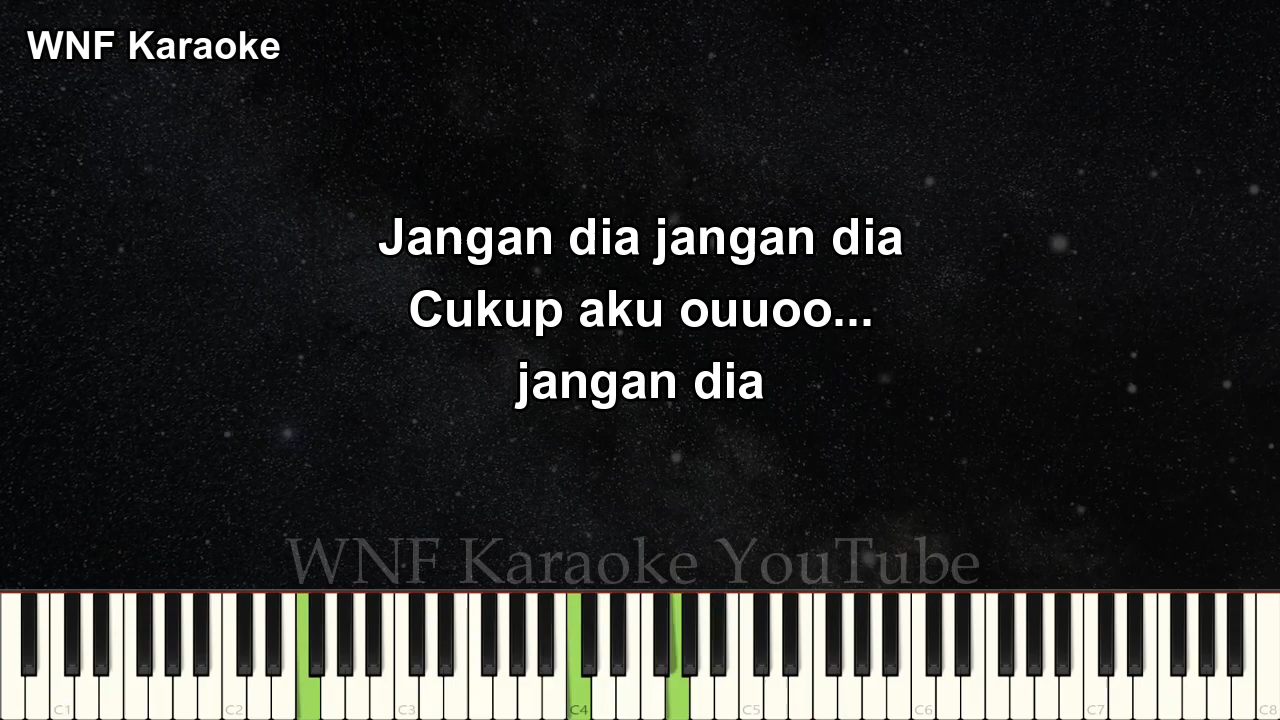 WNF Karaoke
Jangan dia jangan dia
Cukup aku ouuoo...
jangan dia
WNF Karaoke YouTube
C1 C2 C3 C4 C5 C6 C7 C8